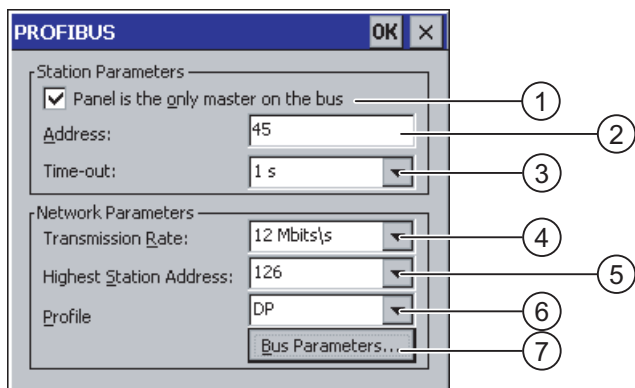 PROFIBUS OK ×
Station Parameters
Panel is the only master on the bus 1
Address: 45 2
Time-out: 1 s 3
Network Parameters
Transmission Rate: 12 Mbits\s 4
Highest Station Address: 126 5
Profile DP 6
Bus Parameters... 7